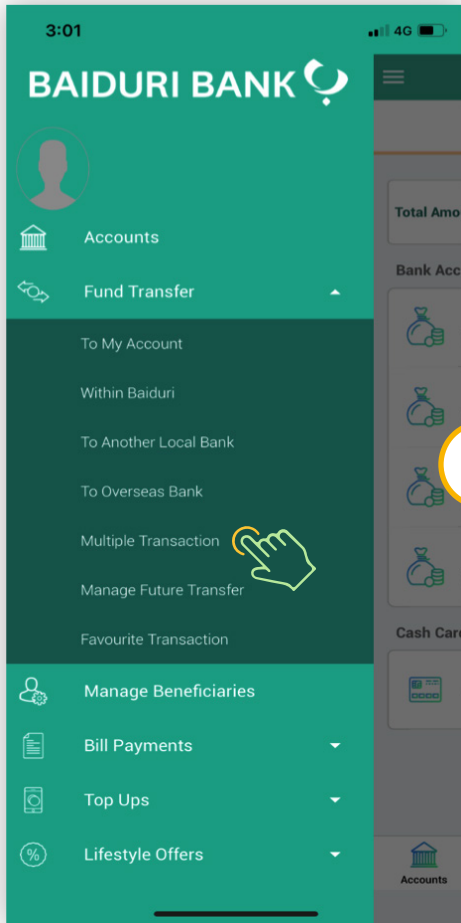 3:01
4G
BAIDURI BANK
Accounts
Fund Transfer
To My Account
Within Baiduri
To Another Local Bank
To Overseas Bank
Multiple Transaction
Manage Future Transfer
Favourite Transaction
Manage Beneficiaries
Bill Payments
Top Ups
Lifestyle Offers
%
Total Amo
Bank Acc
Cash Car
Accounts